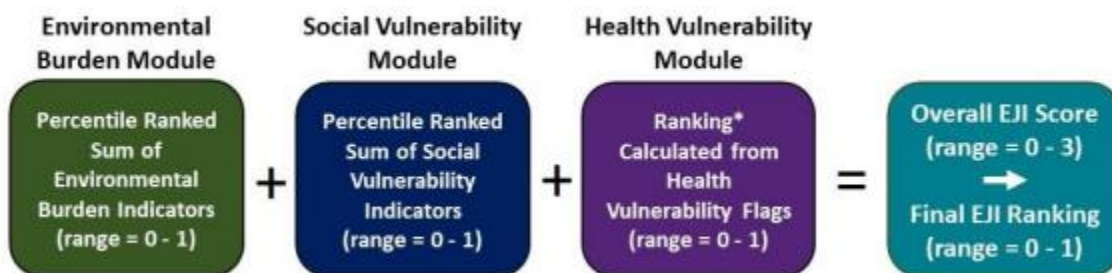 Environmental
Burden Module
Percentile Ranked
Sum of
Environmental
Burden Indicators
(range = 0 - 1)
+
Social Vulnerability
Module
Percentile Ranked
Sum of Social
Vulnerability
Indicators
(range = 0 - 1)
+
Health Vulnerability
Module
Ranking*
Calculated from
Health
Vulnerability Flags
(range = 0 - 1)
=
Overall EJI Score
(range = 0 - 3)
Final EJI Ranking
(range = 0 - 1)